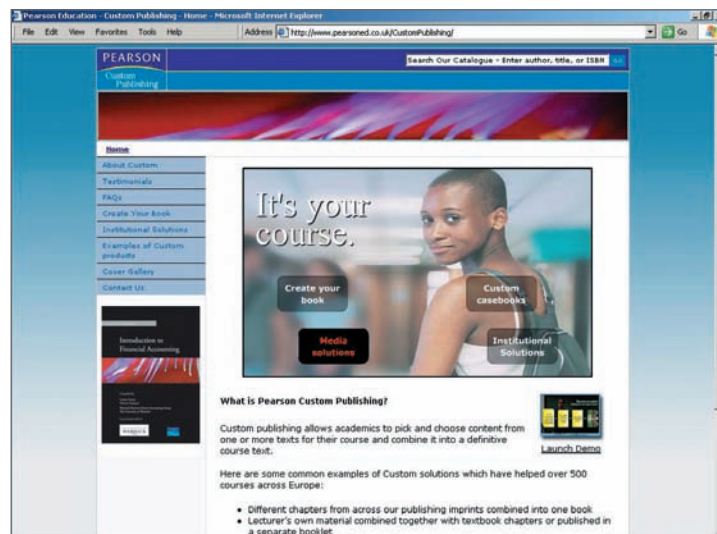 Pearson Education - Custom Publishing - Home - Microsoft Internet Explorer
File Edit View Favorites Tools Help
Address http://www.pearsoned.co.uk/CustomPublishing/
Go
PEARSON
Custom
Publishing
Search Our Catalogue - Enter author, title, or ISBN
Home
About Custom
Testimonials
FAQs
Create Your Book
Institutional Solutions
Examples of Custom
products
Cover Gallery
Contact Us
Introduction to
Financial Accounting
It's your
course.
Create your
book
Custom
casebooks
Media
solutions
Institutional
Solutions
What is Pearson Custom Publishing?
Custom publishing allows academics to pick and choose content from
one or more texts for their course and combine it into a definitive
course text.
Launch Demo
Here are some common examples of Custom solutions which have helped over 500
courses across Europe:
• Different chapters from across our publishing imprints combined into one book
• Lecturer's own material combined together with textbook chapters or published in
a separate booklet